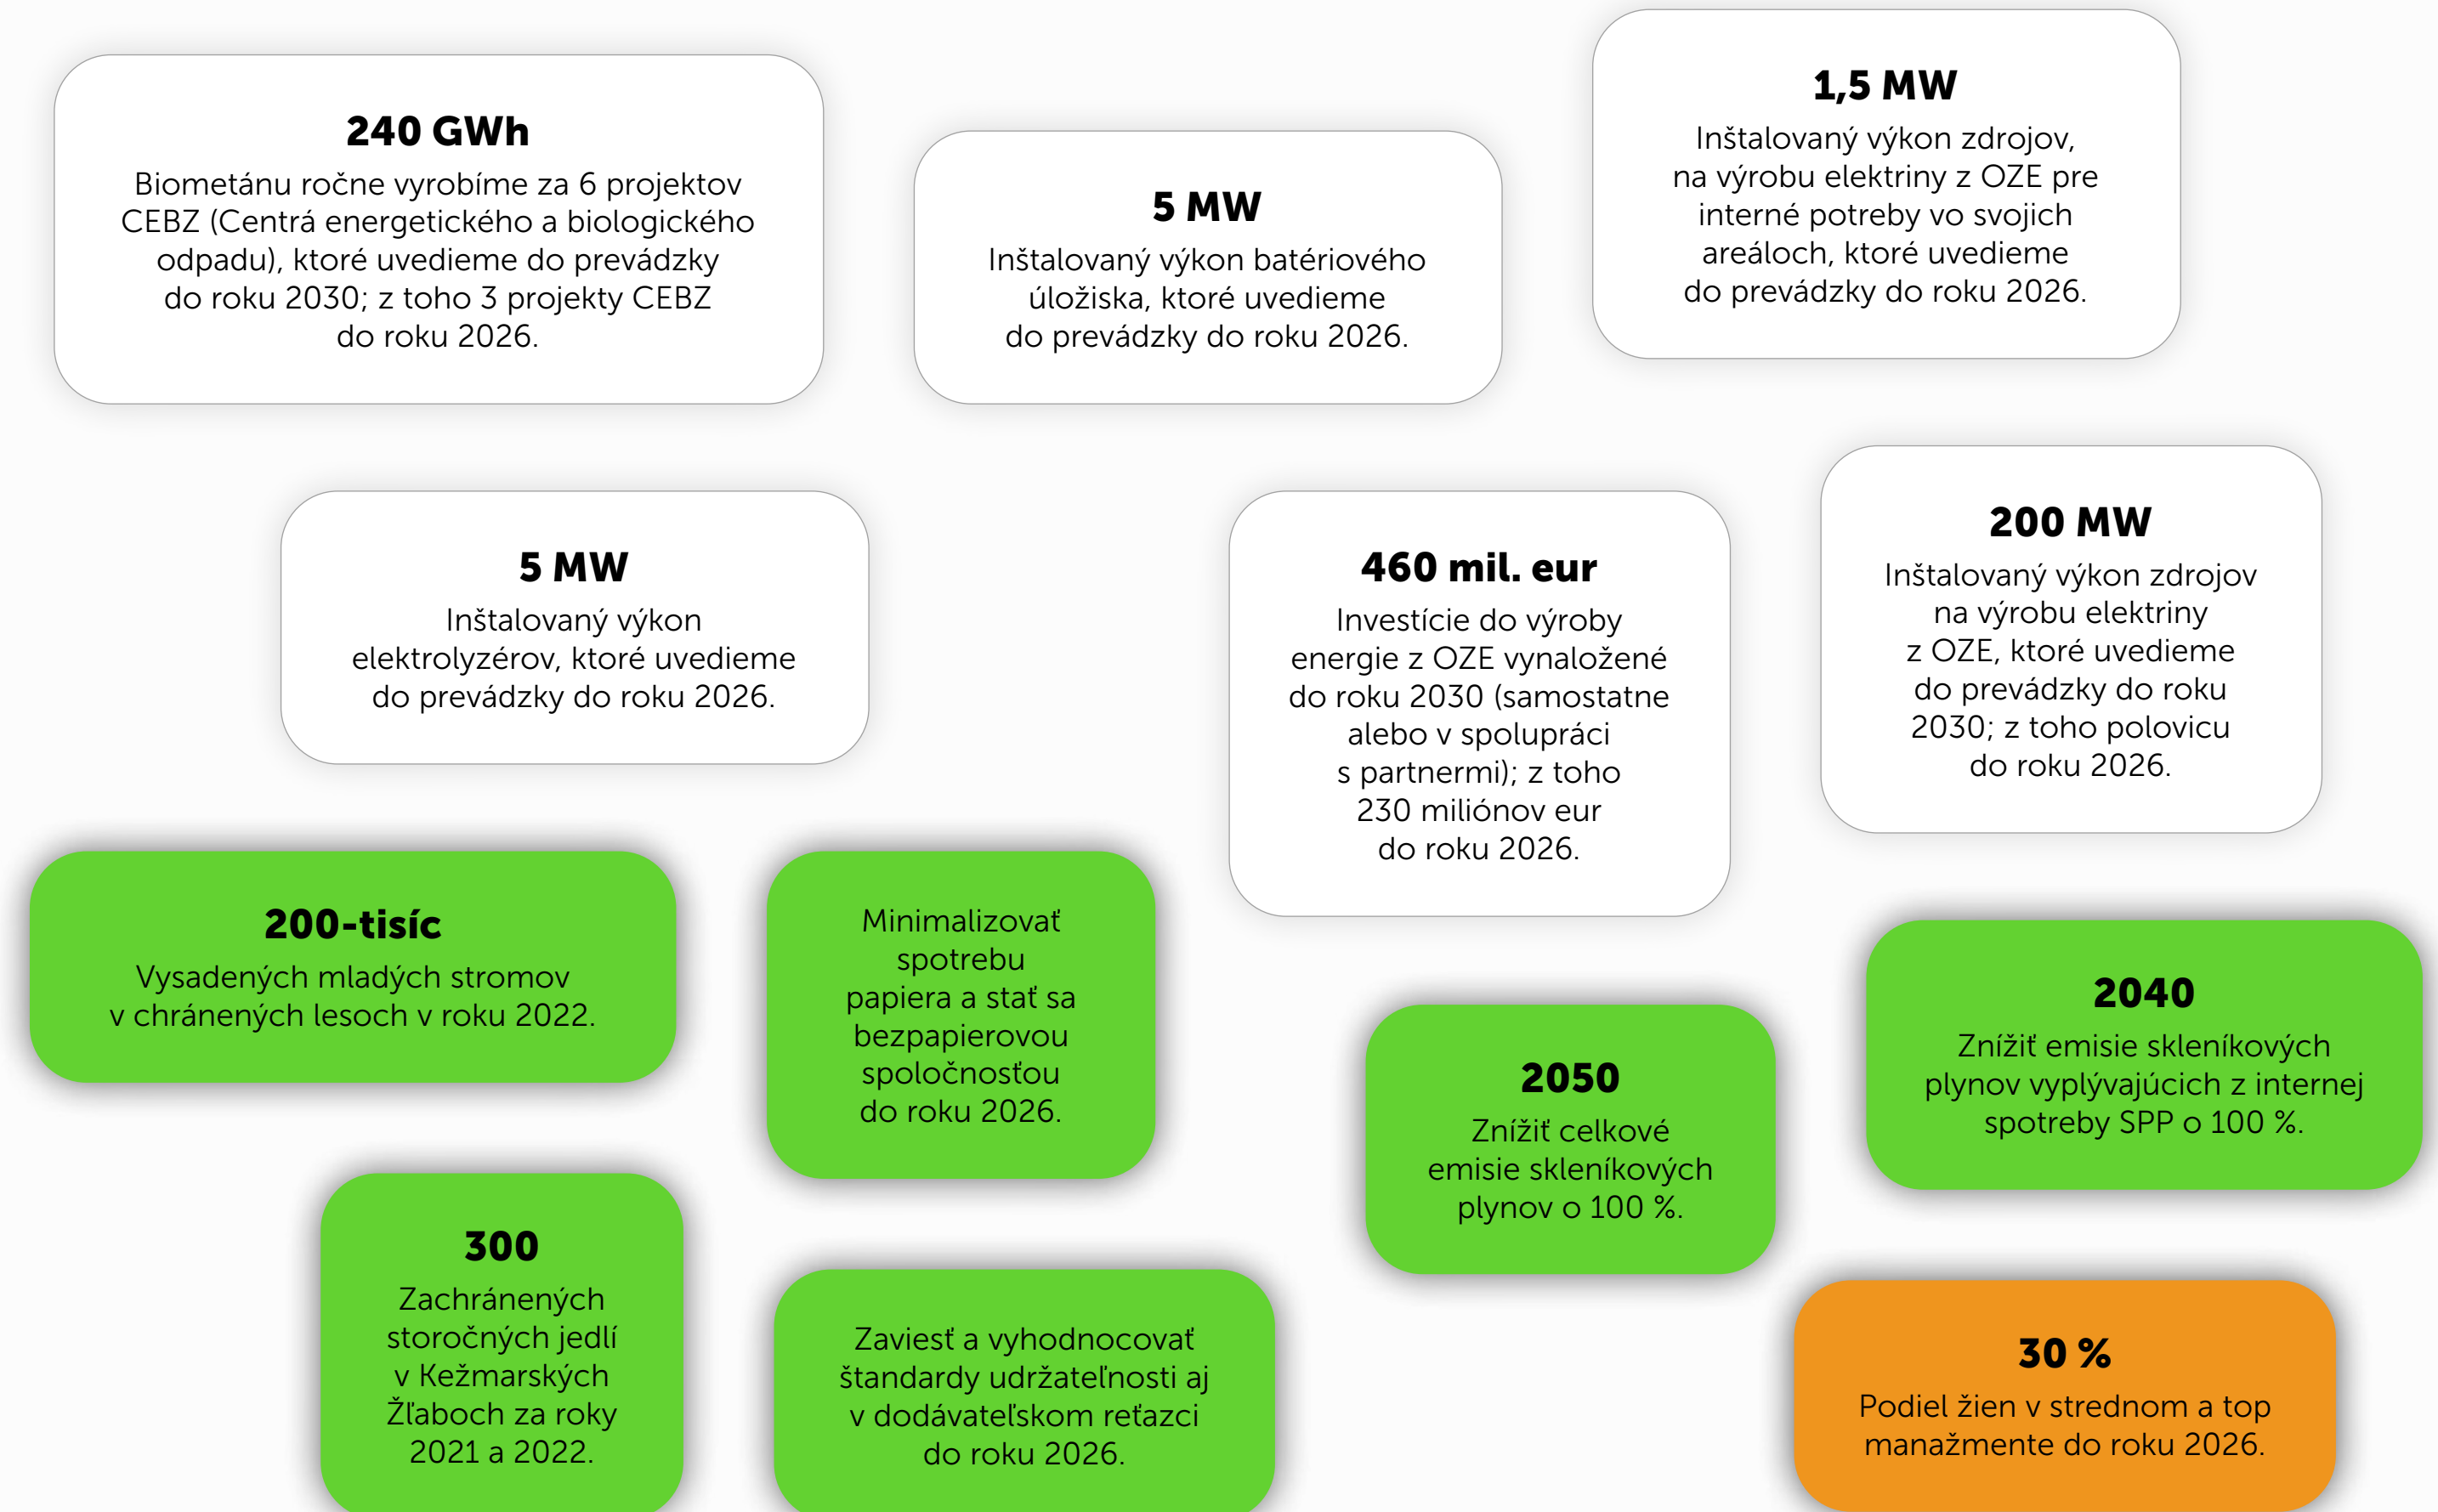 240 GWh
Biometánu ročne vyrobíme za 6 projektov
CEBZ (Centrá energetického a biologického
odpadu), ktoré uvedieme do prevádzky
do roku 2030; z toho 3 projekty CEBZ
do roku 2026.
5 MW
Inštalovaný výkon batériového
úložiska, ktoré uvedieme
do prevádzky do roku 2026.
1,5 MW
Inštalovaný výkon zdrojov,
na výrobu elektriny z OZE pre
interné potreby vo svojich
areáloch, ktoré uvedieme
do prevádzky do roku 2026.
5 MW
Inštalovaný výkon
elektrolyzérov, ktoré uvedieme
do prevádzky do roku 2026.
460 mil. eur
Investície do výroby
energie z OZE vynaložené
do roku 2030 (samostatne
alebo v spolupráci
s partnermi); z toho
230 miliónov eur
do roku 2026.
200 MW
Inštalovaný výkon zdrojov
na výrobu elektriny
z OZE, ktoré uvedieme
do prevádzky do roku
2030; z toho polovicu
do roku 2026.
200-tisíc
Vysadených mladých stromov
v chránených lesoch v roku 2022.
Minimalizovať
spotrebu
papiera a stať sa
bezpapierovou
spoločnosťou
do roku 2026.
2050
Znížiť celkové
emisie skleníkových
plynov o 100 %.
2040
Znížiť emisie skleníkových
plynov vyplývajúcich z internej
spotreby SPP o 100 %.
300
Zachránených
storočných jedlí
v Kežmarských
Žľaboch za roky
2021 a 2022.
Zaviesť a vyhodnocovať
štandardy udržateľnosti aj
v dodávateľskom reťazci
do roku 2026.
30 %
Podiel žien v strednom a top
manažmente do roku 2026.